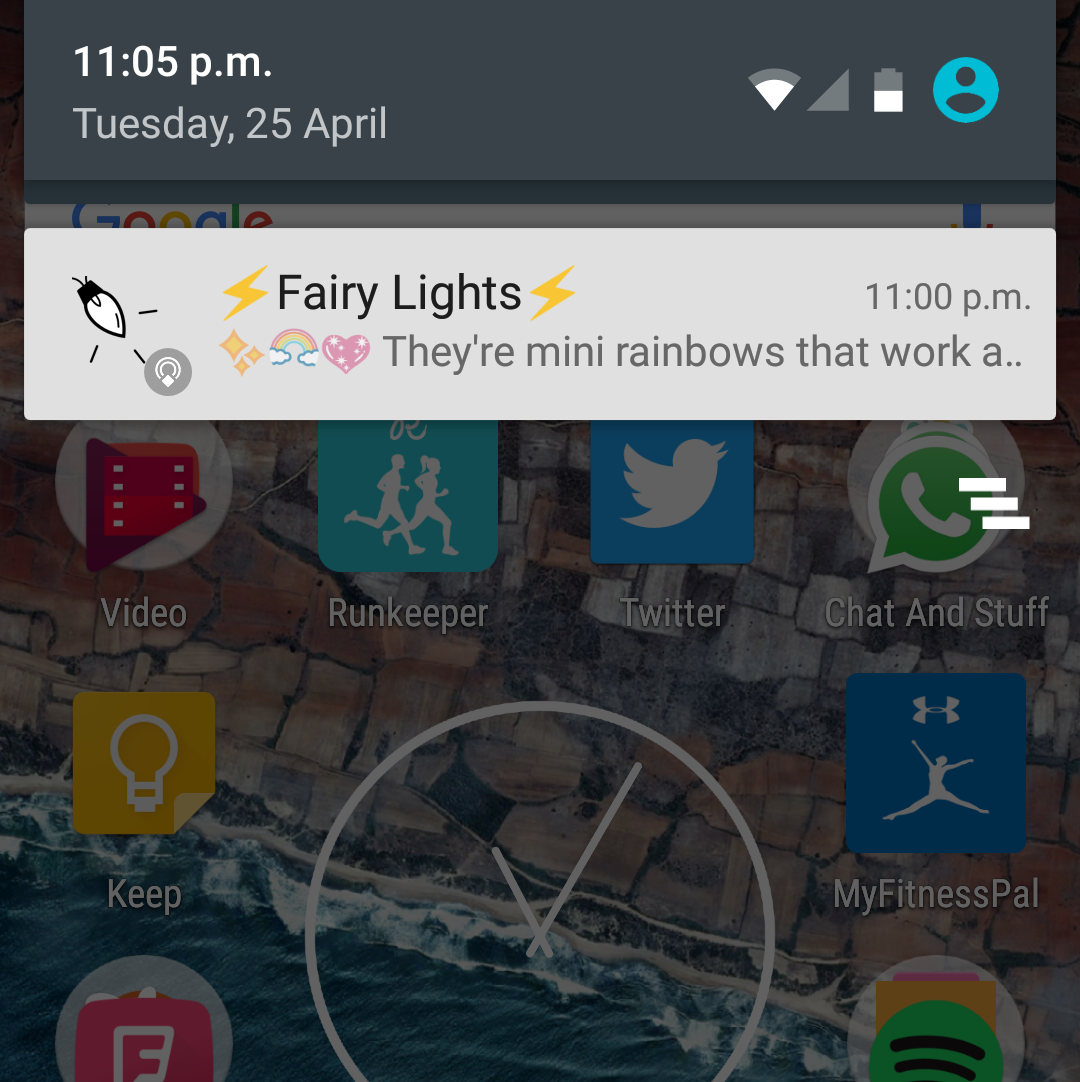 11:05 p.m.
Tuesday, 25 April
Google
⚡Fairy Lights⚡ 11:00 p.m.
✨🌈💖 They're mini rainbows that work a..
Video Runkeeper Twitter Chat And Stuff
Keep MyFitnessPal